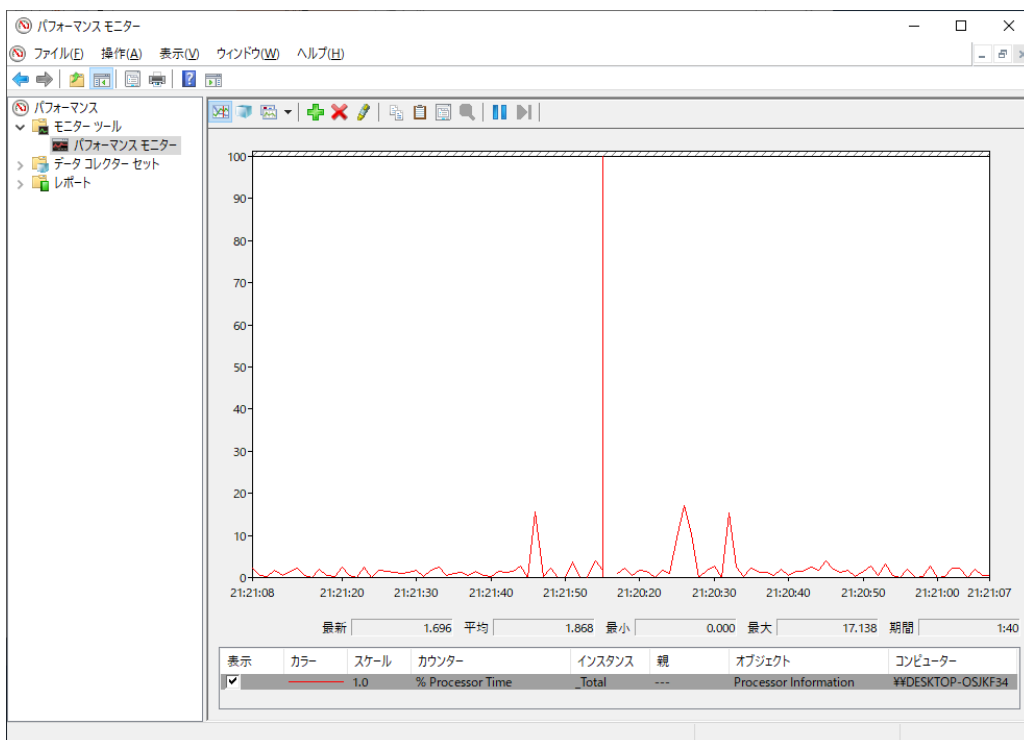 パフォーマンス モニター
ファイル(F) 操作(A) 表示(V) ウィンドウ(W) ヘルプ(H)
パフォーマンス
モニター ツール
パフォーマンス モニター
データ コレクター セット
レポート
100
90
80
70
60
50
40
30
20
10
0
21:21:08 21:21:20 21:21:30 21:21:40 21:21:50 21:20:20 21:20:30 21:20:40 21:20:50 21:21:00 21:21:07
最新 1.696 平均 1.868 最小 0.000 最大 17.138 期間 1:40
表示 カラー スケール カウンター インスタンス 親 オブジェクト コンピューター
1.0 % Processor Time _Total --- Processor Information ¥¥DESKTOP-OSJKF34